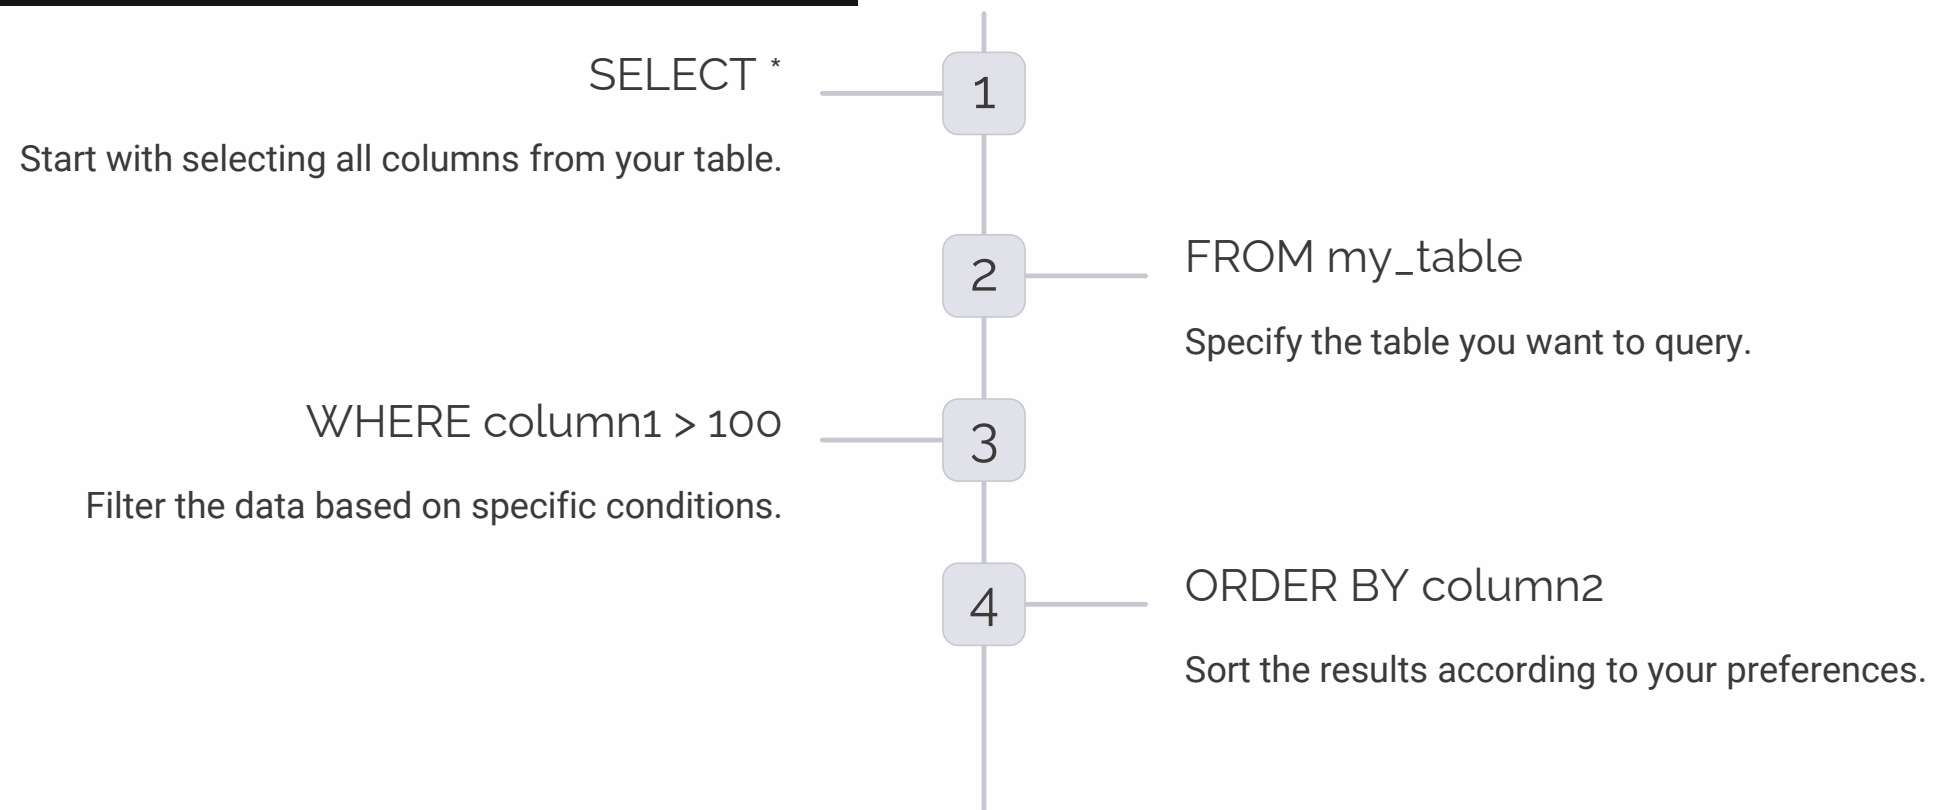 SELECT *
1
Start with selecting all columns from your table.
2
FROM my_table
Specify the table you want to query.
WHERE column1 > 100
3
Filter the data based on specific conditions.
4
ORDER BY column2
Sort the results according to your preferences.